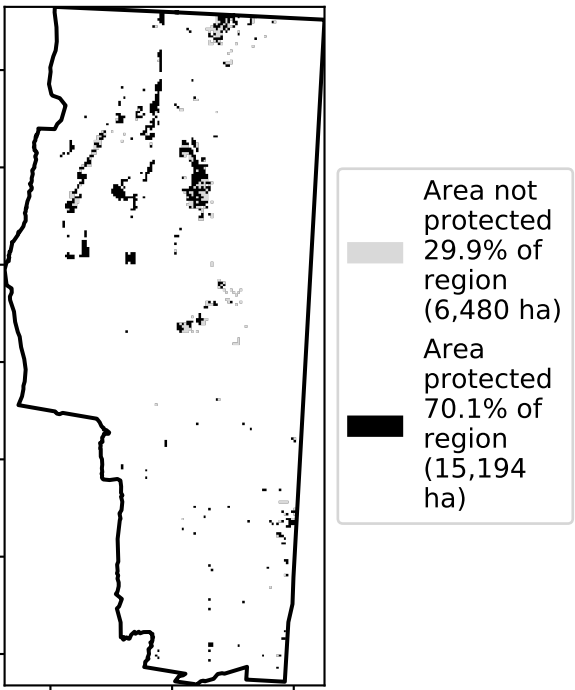 Area not
protected
29.9% of
region
(6,480 ha)
Area
protected
70.1% of
region
(15,194
ha)